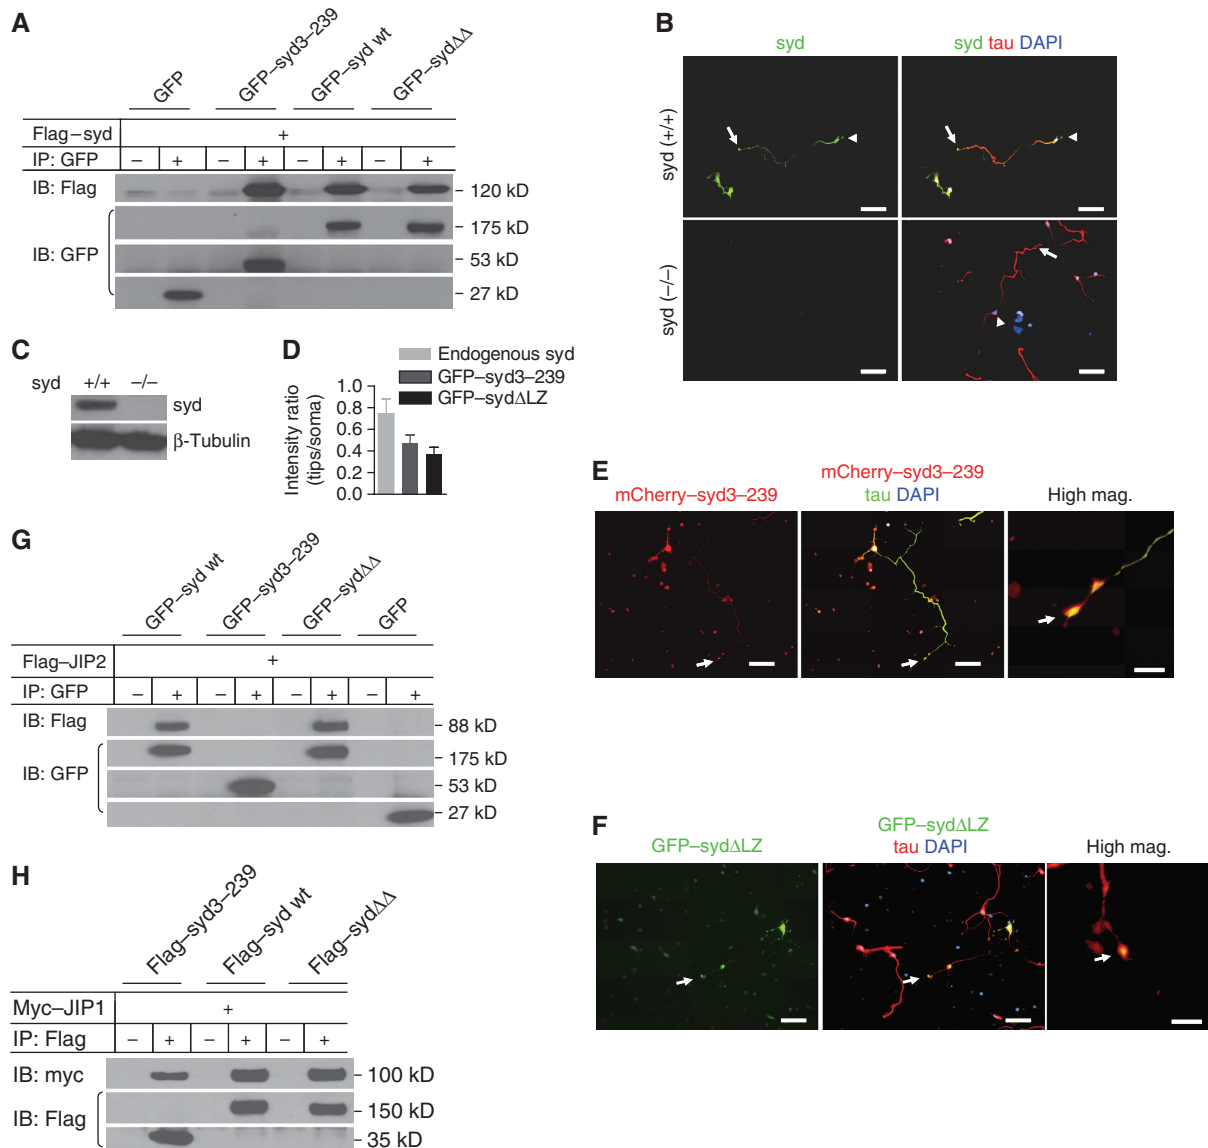 A
GFP
GFP–syd3–239
GFP–syd wt
GFP–sydΔΔ
Flag–syd +
IP: GFP – + – + – + – +
IB: Flag 120 kD
IB: GFP
175 kD
53 kD
27 kD
B
syd
syd tau DAPI
syd (+/+)
syd (–/–)
C
syd +/+ –/–
syd
β-Tubulin
D
Endogenous syd
GFP–syd3–239
GFP–sydΔLZ
Intensity ratio
(tips/soma)
1.0
0.8
0.6
0.4
0.2
0.0
E
mCherry–syd3–239
mCherry–syd3–239
tau DAPI
High mag.
F
GFP–sydΔLZ
GFP–sydΔLZ
tau DAPI
High mag.
G
GFP–syd wt
GFP–syd3–239
GFP–sydΔΔ
GFP
Flag–JIP2 +
IP: GFP – + – + – + – +
IB: Flag 88 kD
IB: GFP
175 kD
53 kD
27 kD
H
Flag–syd3–239
Flag–syd wt
Flag–sydΔΔ
Myc–JIP1 +
IP: Flag – + – + – +
IB: myc 100 kD
IB: Flag
150 kD
35 kD